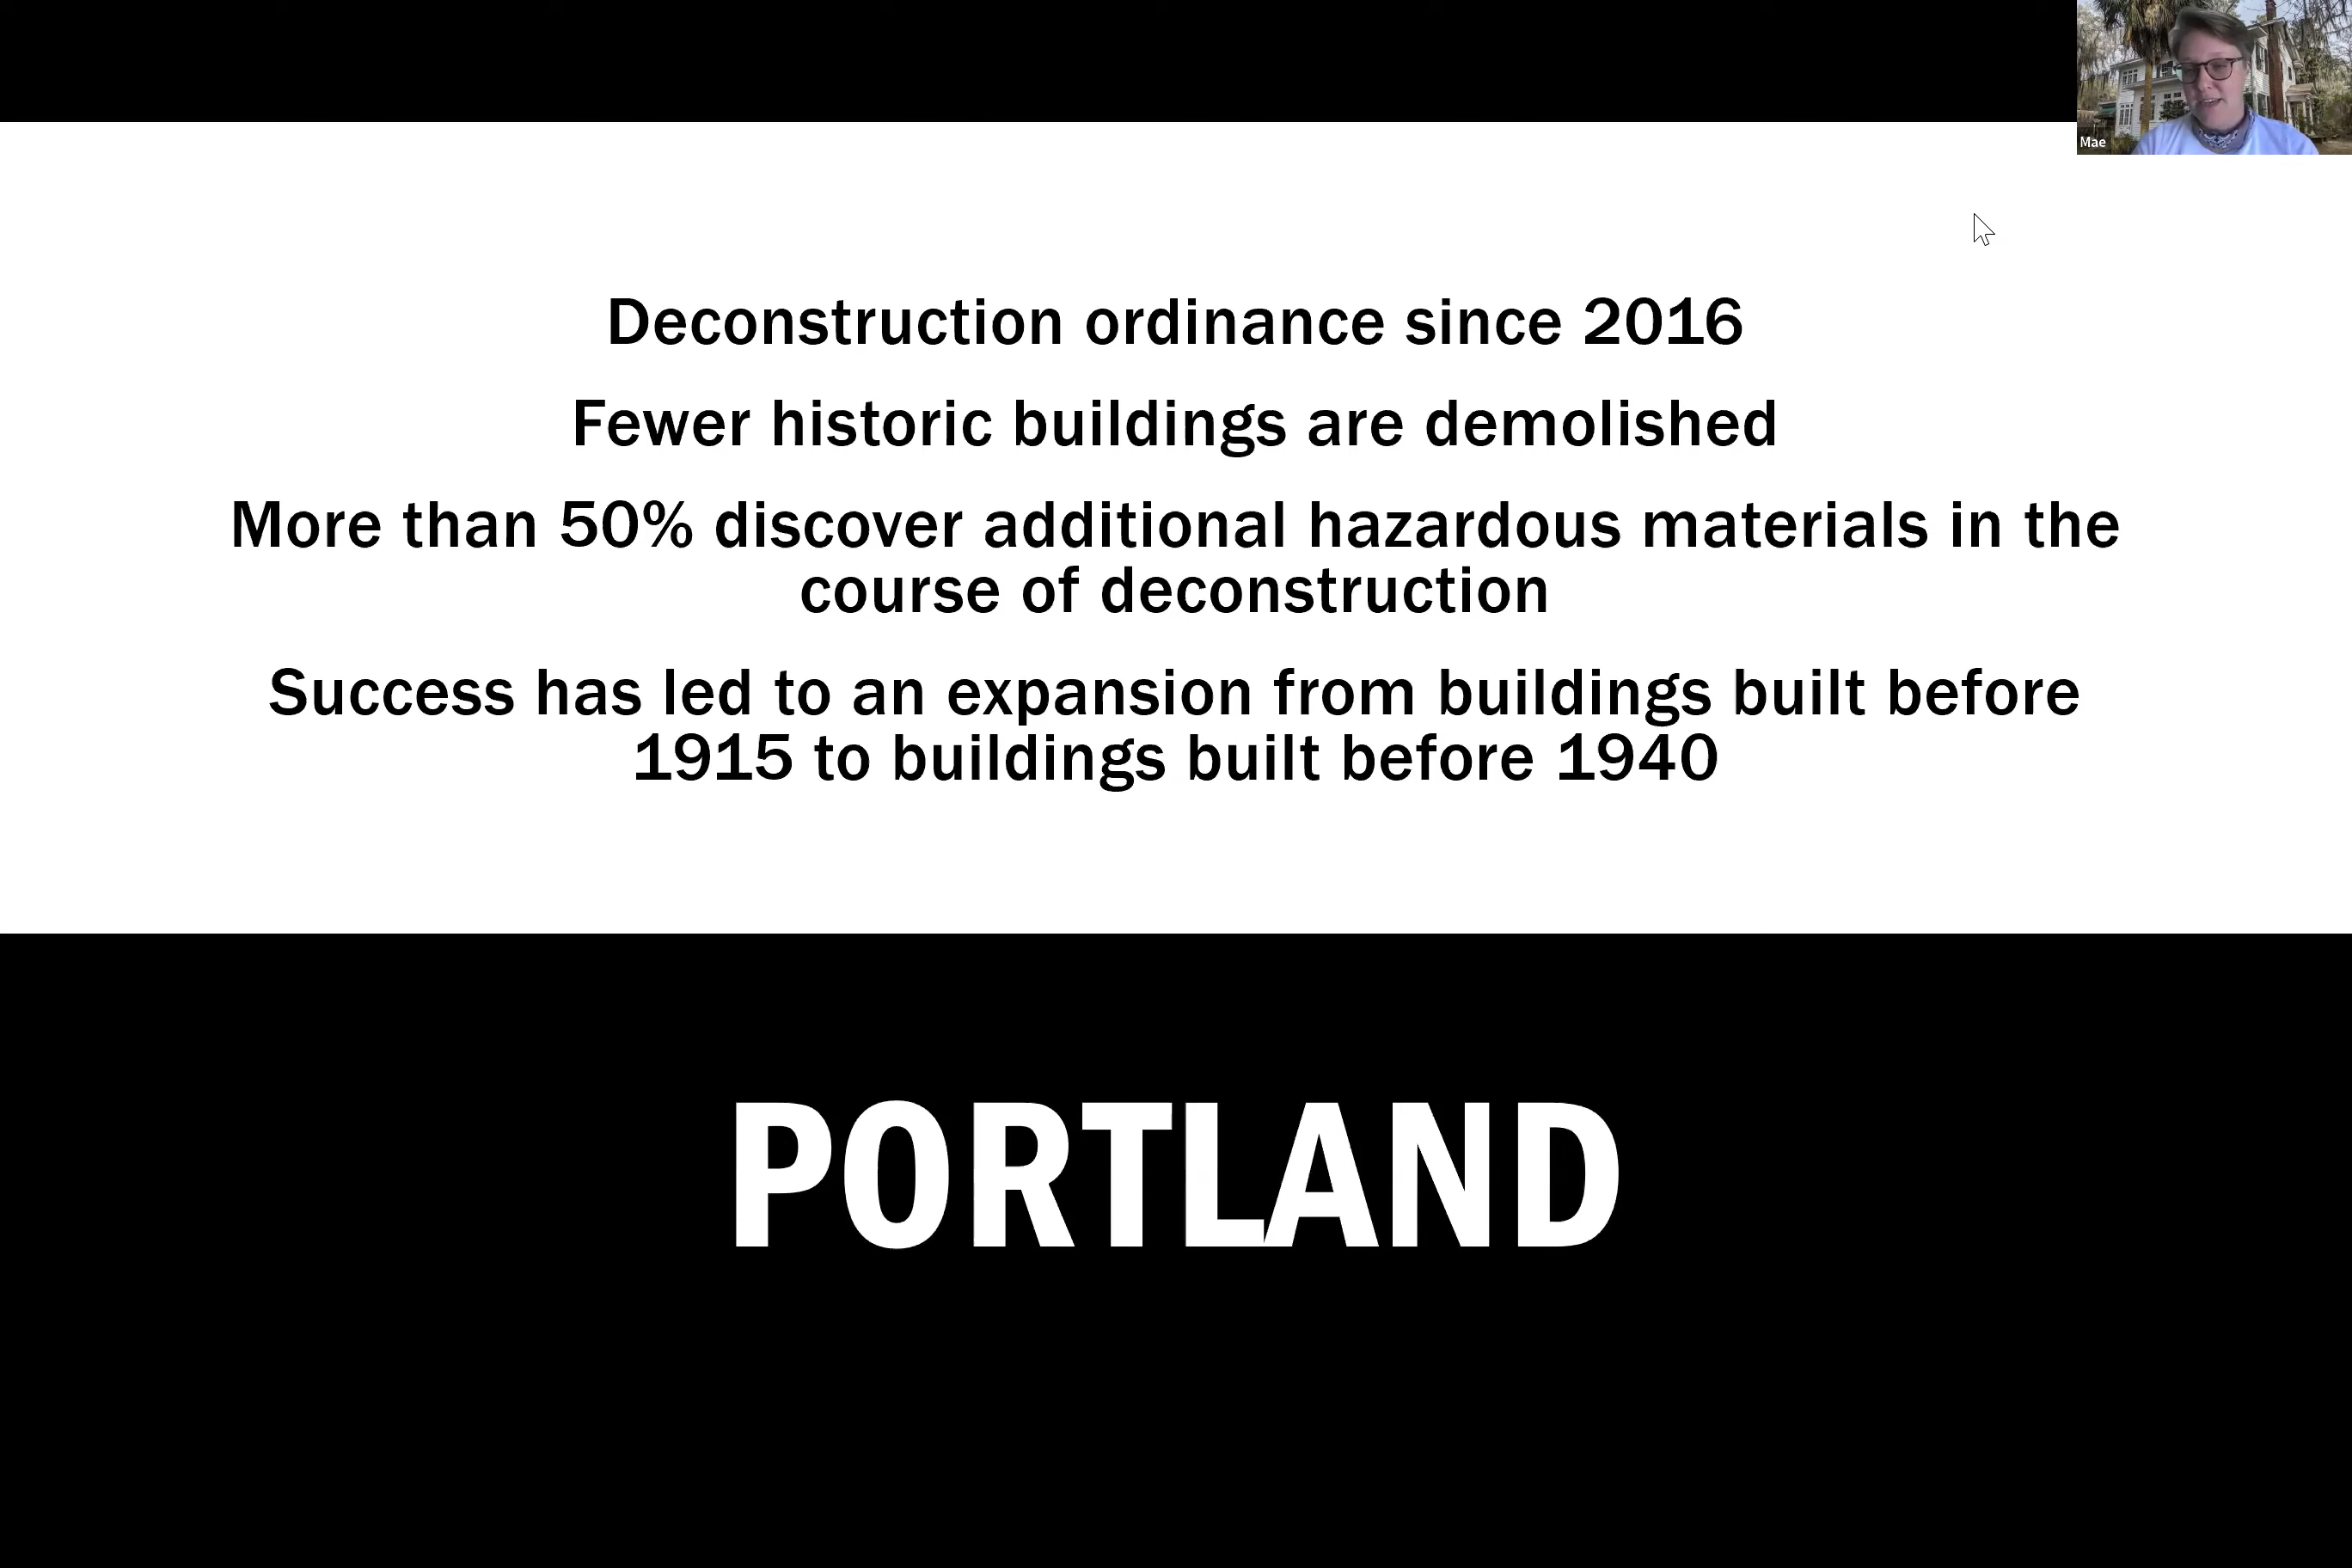 Mae
Deconstruction ordinance since 2016
Fewer historic buildings are demolished
More than 50% discover additional hazardous materials in the
course of deconstruction
Success has led to an expansion from buildings built before
1915 to buildings built before 1940
PORTLAND